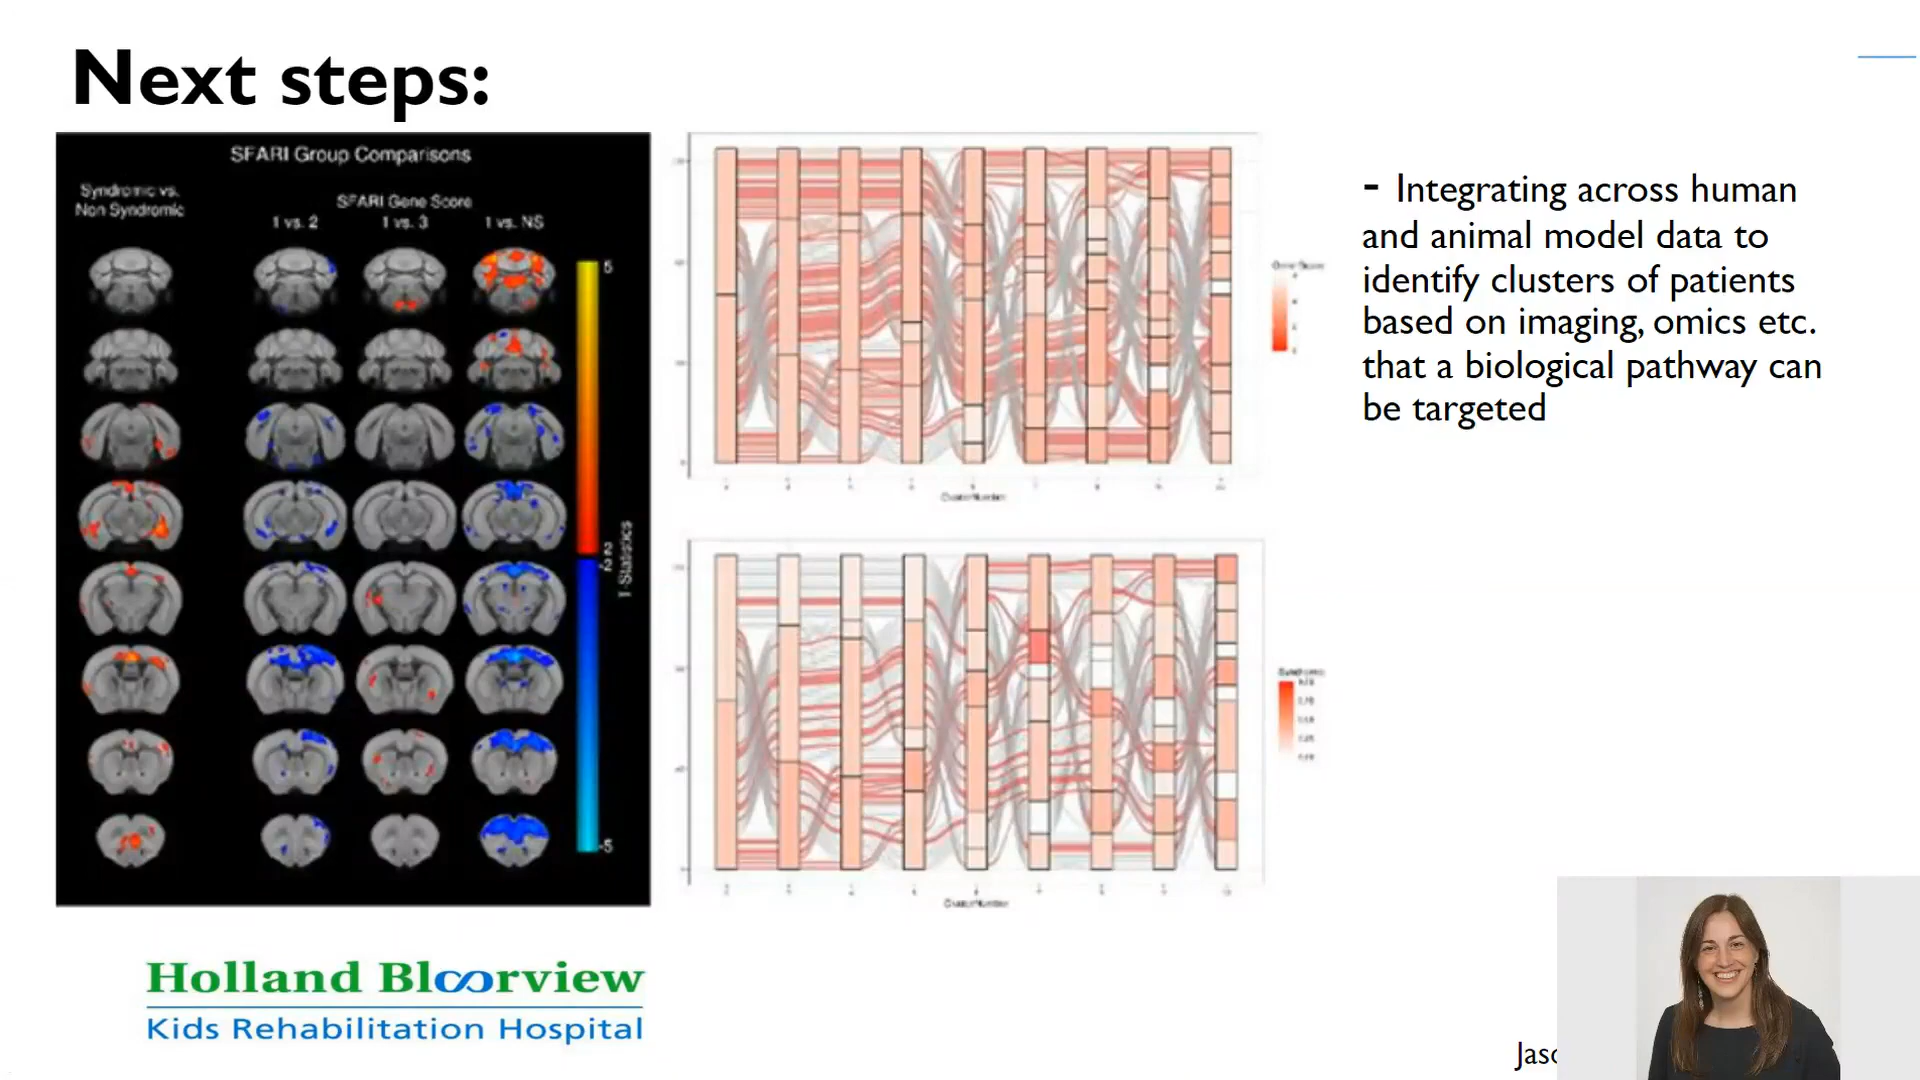 Next steps:
SFARI Group Comparisons
Syndromic vs.
Non Syndromic
SFARI Gene Score
1 vs. 2
1 vs. 3
1 vs. NS
5
2
-2
T-Statistics
-5
- Integrating across human
and animal model data to
identify clusters of patients
based on imaging, omics etc.
that a biological pathway can
be targeted
Holland Bloorview
Kids Rehabilitation Hospital